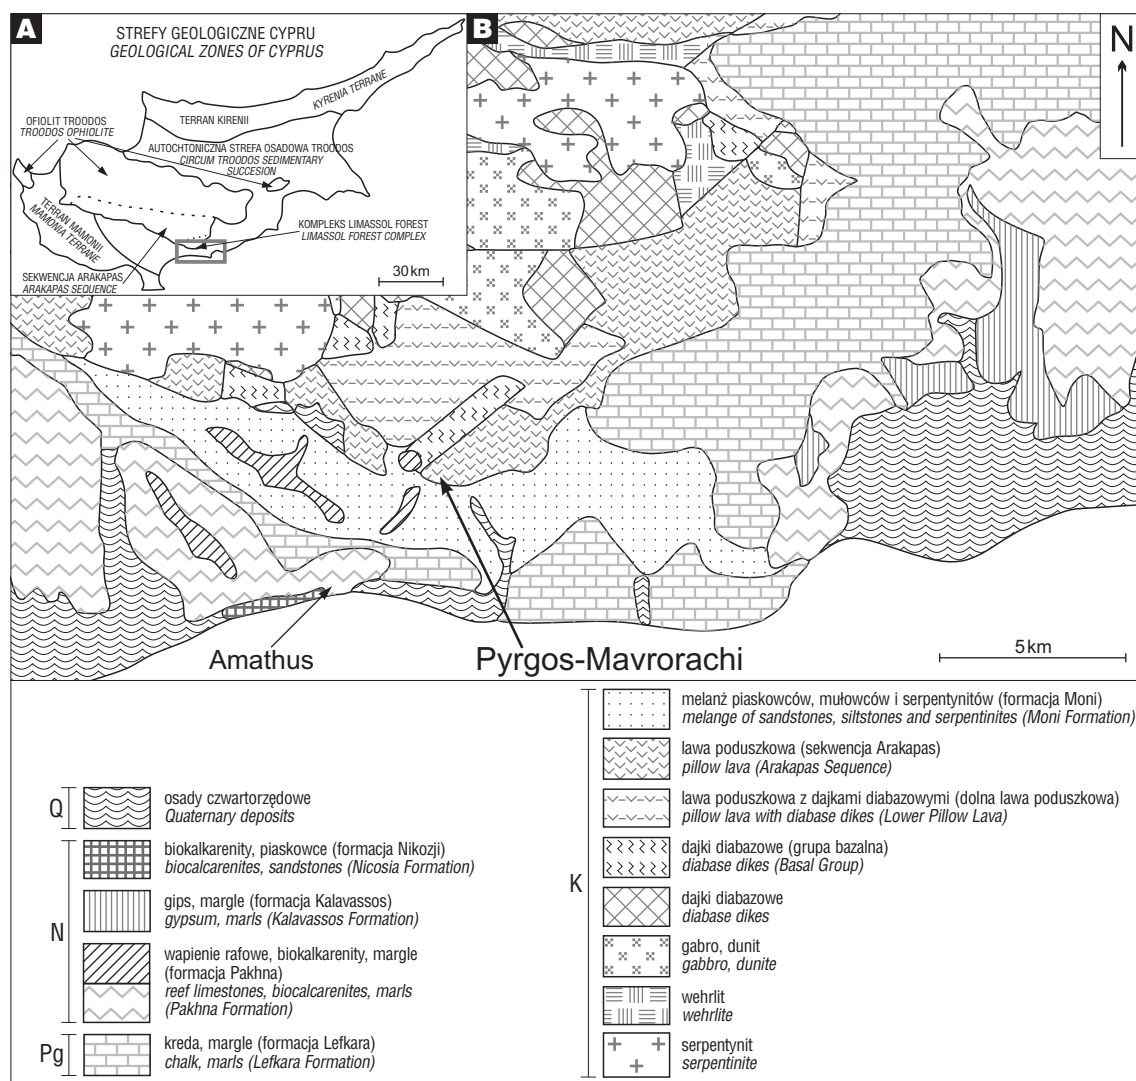 A
STREFY GEOLOGICZNE CYPRU
GEOLOGICAL ZONES OF CYPRUS
KYRENIA TERRANE
TERRAN KIRENII
OFIOLIT TROODOS
TROODOS OPHIOLITE
AUTOCHTONICZNA STREFA OSADOWA TROODOS
CIRCUM TROODOS SEDIMENTARY
SUCCESION
TERRAN MAMONII
MAMONIA TERRANE
KOMPLEKS LIMASSOL FOREST
LIMASSOL FOREST COMPLEX
SEKWENCJA ARAKAPAS
ARAKAPAS SEQUENCE
30 km
B
N
Amathus
Pyrgos-Mavrorachi
5 km
Q
osady czwartorzędowe
Quaternary deposits
N
biokalkarenity, piaskowce (formacja Nikozji)
biocalcarenites, sandstones (Nicosia Formation)
gips, margle (formacja Kalavassos)
gypsum, marls (Kalavassos Formation)
wapienie rafowe, biokalkarenity, margle
(formacja Pakhna)
reef limestones, biocalcarenites, marls
(Pakhna Formation)
Pg
kreda, margle (formacja Lefkara)
chalk, marls (Lefkara Formation)
K
melanż piaskowców, mułowców i serpentynitów (formacja Moni)
melange of sandstones, siltstones and serpentinites (Moni Formation)
lawa poduszkowa (sekwencja Arakapas)
pillow lava (Arakapas Sequence)
lawa poduszkowa z dajkami diabazowymi (dolna lawa poduszkowa)
pillow lava with diabase dikes (Lower Pillow Lava)
dajki diabazowe (grupa bazalna)
diabase dikes (Basal Group)
dajki diabazowe
diabase dikes
gabro, dunit
gabbro, dunite
wehrlit
wehrlite
serpentynit
serpentinite